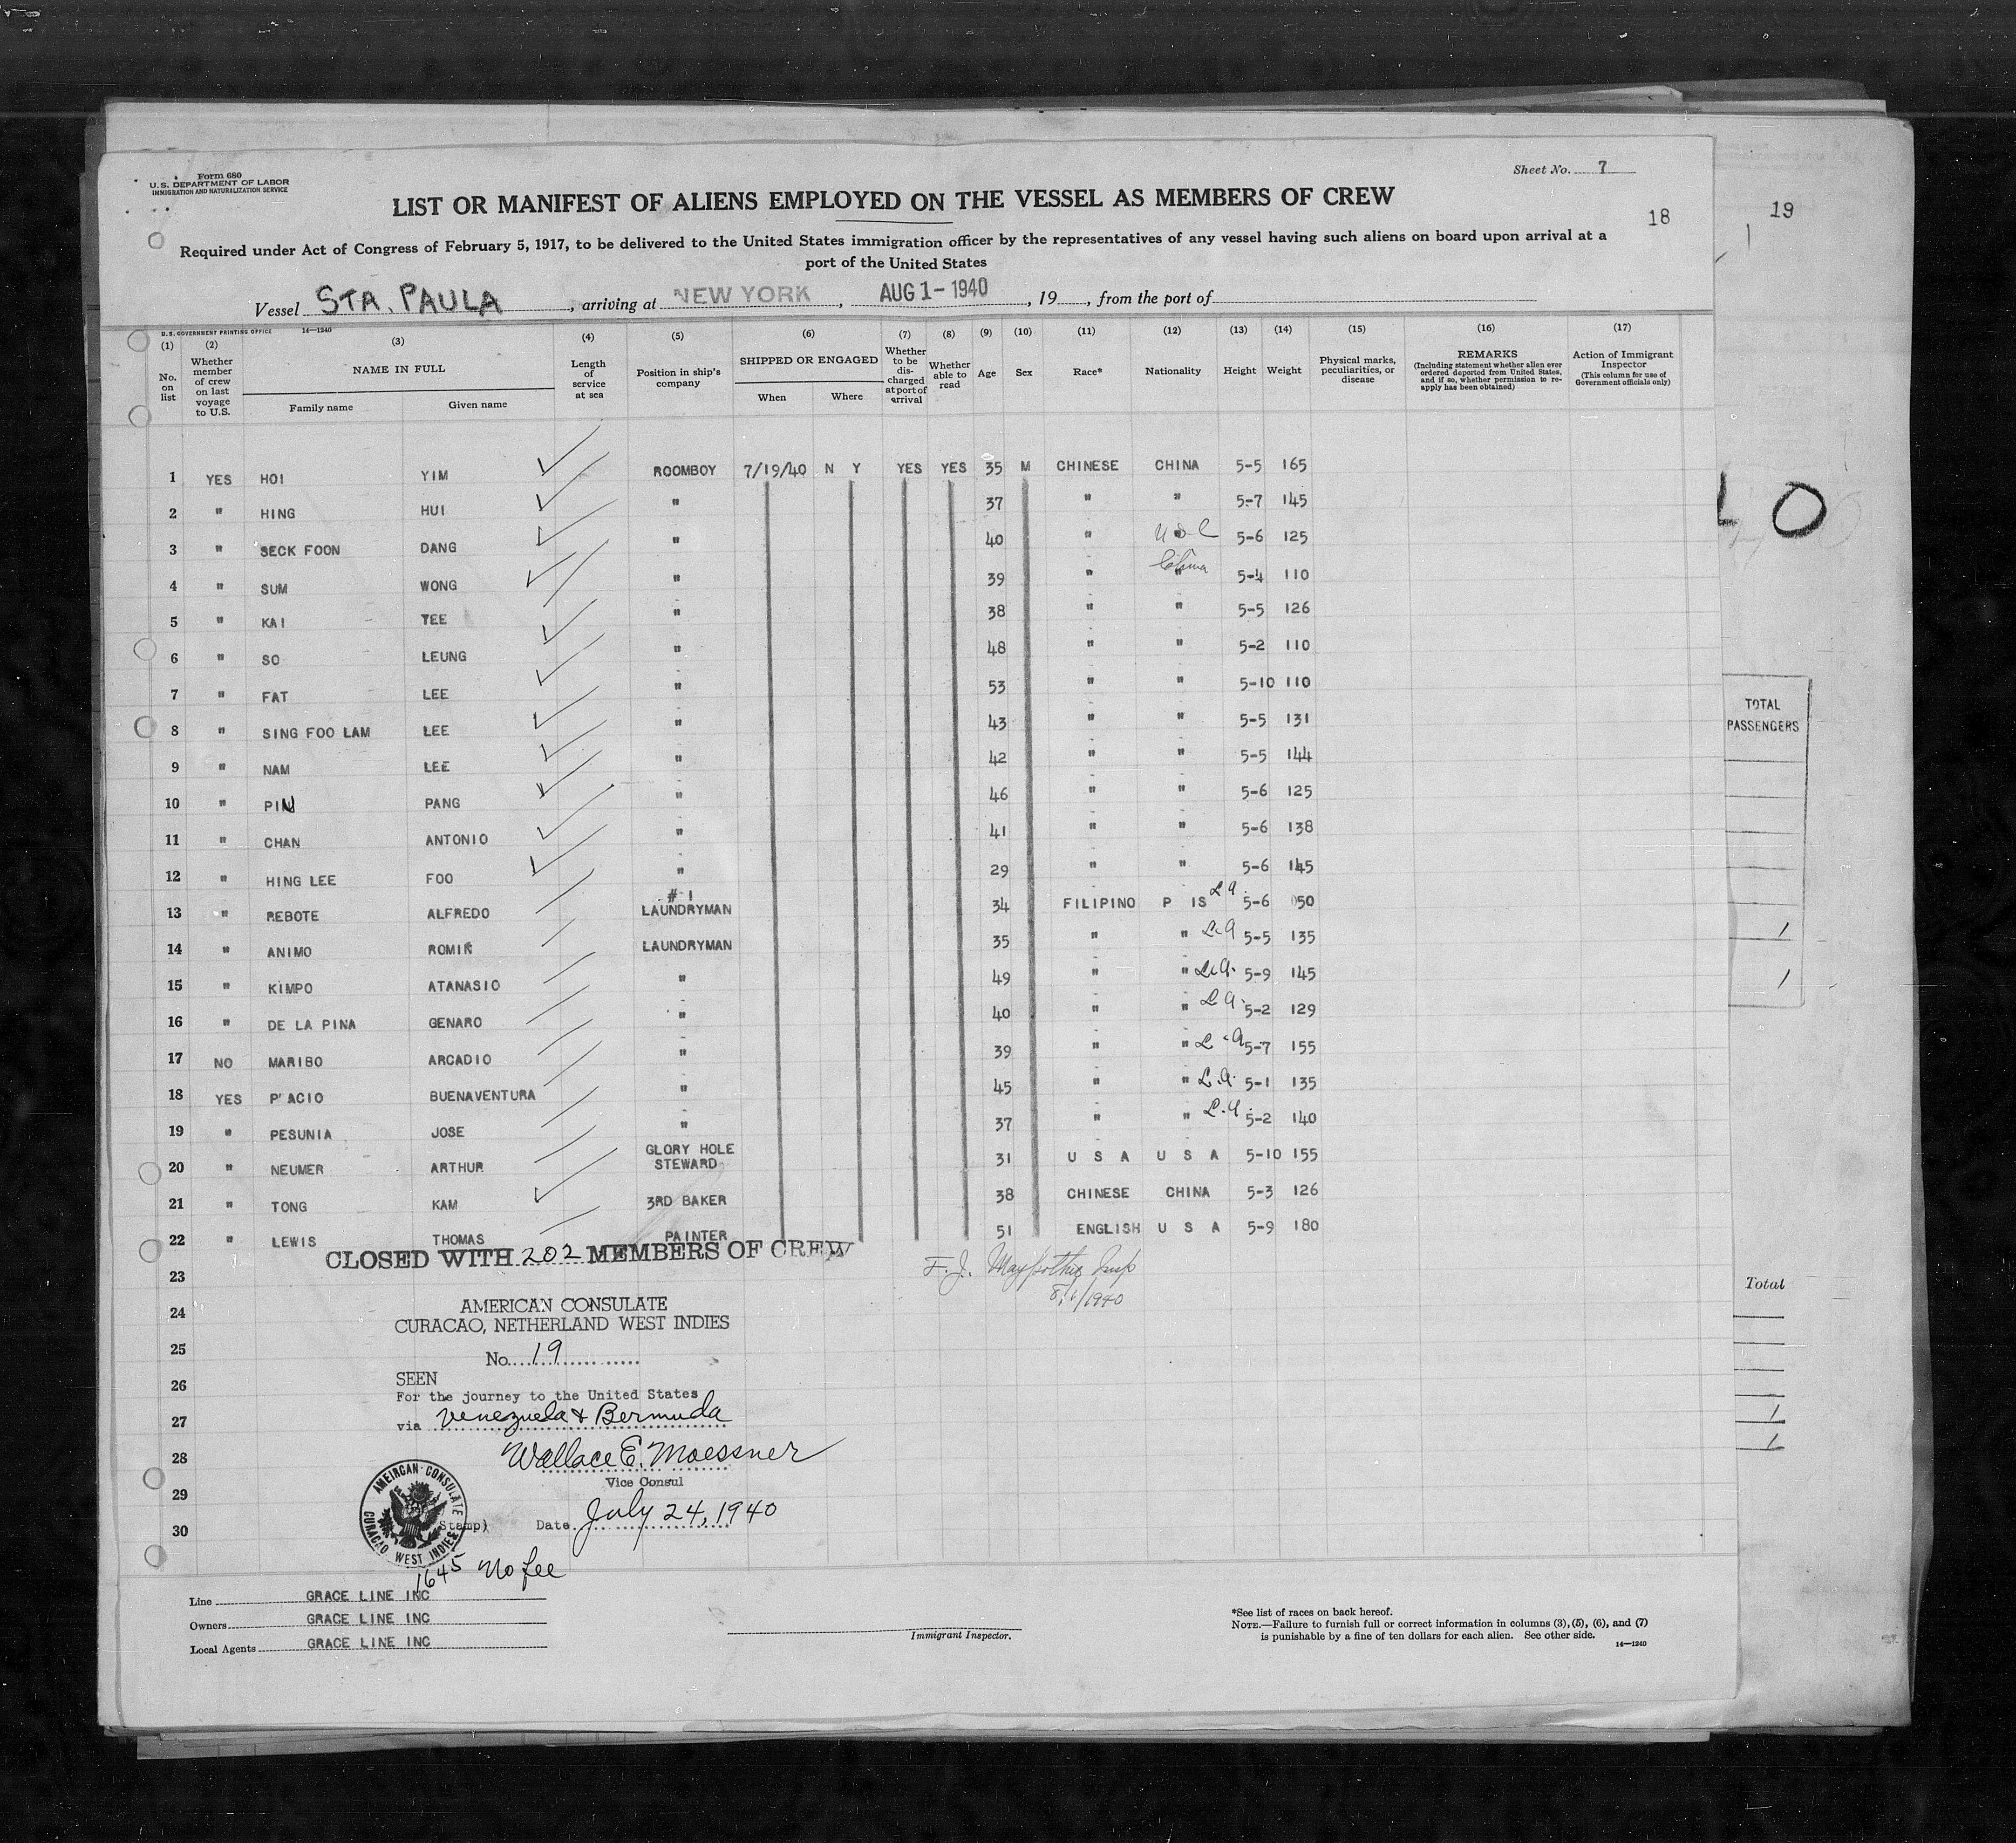 Form 680
U.S. DEPARTMENT OF LABOR
IMMIGRATION AND NATURALIZATION SERVICE
Sheet No. 7
LIST OR MANIFEST OF ALIENS EMPLOYED ON THE VESSEL AS MEMBERS OF CREW
18
19
Required under Act of Congress of February 5, 1917, to be delivered to the United States immigration officer by the representatives of any vessel having such aliens on board upon arrival at a
port of the United States
Vessel STA. PAULA, arriving at NEW YORK, AUG 1-1940, 19, from the port of
U.S. GOVERNMENT PRINTING OFFICE 14—1240
(1) (2) (3) (4) (5) (6) (7) (8) (9) (10) (11) (12) (13) (14) (15) (16) (17)
No. on list
Whether member of crew on last voyage to U.S.
NAME IN FULL
Family name Given name
Length of service at sea
Position in ship's company
SHIPPED OR ENGAGED
When Where
Whether to be discharged at port of arrival
Whether able to read
Age Sex Race* Nationality Height Weight
Physical marks, peculiarities, or disease
REMARKS
(Including statement whether alien ever ordered deported from United States, and if so, whether permission to reapply has been obtained)
Action of Immigrant Inspector
(This column for use of Government officials only)
1 YES HOI YIM ROOMBOY 7/19/40 N Y YES YES 35 M CHINESE CHINA 5-5 165
2 " HING HUI " 37 " " 5-7 145
3 " SECK FOON DANG " 40 " U S C 5-6 125
4 " SUM WONG " 39 " China " 5-4 110
5 " KAI TEE " 38 " " 5-5 126
6 " SO LEUNG " 48 " " 5-2 110
7 " FAT LEE " 53 " " 5-10 110
8 " SING FOO LAM LEE " 43 " " 5-5 131
9 " NAM LEE " 42 " " 5-5 144
10 " PIN PANG " 46 " " 5-6 125
11 " CHAN ANTONIO " 41 " " 5-6 138
12 " HING LEE FOO " 29 " " 5-6 145
13 " REBOTE ALFREDO # 1 LAUNDRYMAN 34 FILIPINO P IS L.A. 5-6 50
14 " ANIMO LAUNDRYMAN 35 " " L.A. 5-5 135
15 " KIMPO ATANASIO " 49 " " L.A. 5-9 145
16 " DE LA PINA GENARO " 40 " " L.A. 5-2 129
17 NO MARIBO ARCADIO " 39 " " L.A. 5-7 155
18 YES P'ACIO BUENAVENTURA " 45 " " L.A. 5-1 135
19 " PESUNIA JOSE " 37 " " L.A. 5-2 140
20 " NEUMER ARTHUR GLORY HOLE STEWARD 31 U S A U S A 5-10 155
21 " TONG KAM 3RD BAKER 38 CHINESE CHINA 5-3 126
22 " LEWIS THOMAS PAINTER 51 ENGLISH U S A 5-9 180
CLOSED WITH 202 MEMBERS OF CREW
23
F. J. Insp
8/1/1940
24
AMERICAN CONSULATE
CURACAO, NETHERLAND WEST INDIES
25
No. 19
26
SEEN
For the journey to the United States
27
via Venezuela & Bermuda
28
Wallace E. Moessner
Vice Consul
29
30
(Stamp) Date July 24, 1940
AMERICAN CONSULATE
CURACAO WEST INDIES
1645 No fee
Line GRACE LINE INC
Owners GRACE LINE INC
Local Agents GRACE LINE INC
Immigrant Inspector.
*See list of races on back hereof.
NOTE.—Failure to furnish full or correct information in columns (3), (5), (6), and (7)
is punishable by a fine of ten dollars for each alien. See other side.
14—1240
L O
TOTAL
PASSENGERS
1
1
Total
1
1